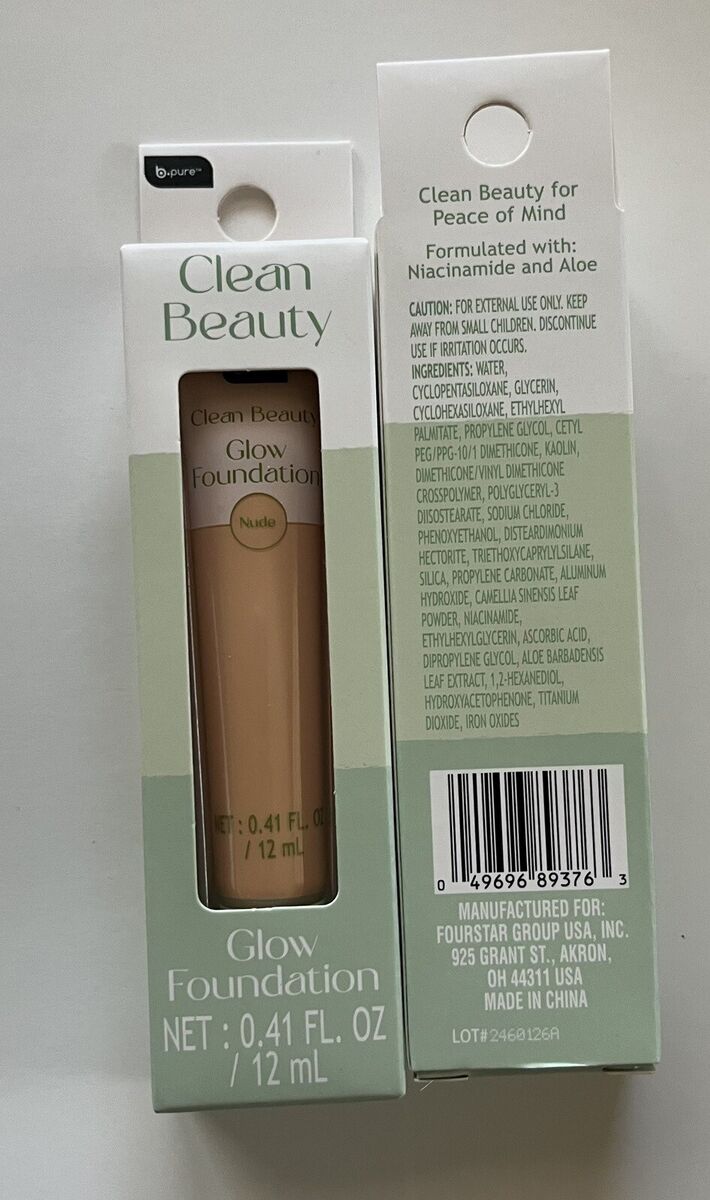 b.pure™
Clean
Beauty
Clean Beauty
Glow
Foundation
Nude
NET : 0.41 FL. OZ
/ 12 mL
Glow
Foundation
NET : 0.41 FL. OZ
/ 12 mL
Clean Beauty for
Peace of Mind
Formulated with:
Niacinamide and Aloe
CAUTION: FOR EXTERNAL USE ONLY. KEEP
AWAY FROM SMALL CHILDREN. DISCONTINUE
USE IF IRRITATION OCCURS.
INGREDIENTS: WATER,
CYCLOPENTASILOXANE, GLYCERIN,
CYCLOHEXASILOXANE, ETHYLHEXYL
PALMITATE, PROPYLENE GLYCOL, CETYL
PEG/PPG-10/1 DIMETHICONE, KAOLIN,
DIMETHICONE/VINYL DIMETHICONE
CROSSPOLYMER, POLYGLYCERYL-3
DIISOSTEARATE, SODIUM CHLORIDE,
PHENOXYETHANOL, DISTEARDIMONIUM
HECTORITE, TRIETHOXYCAPRYLYLSILANE,
SILICA, PROPYLENE CARBONATE, ALUMINUM
HYDROXIDE, CAMELLIA SINENSIS LEAF
POWDER, NIACINAMIDE,
ETHYLHEXYLGLYCERIN, ASCORBIC ACID,
DIPROPYLENE GLYCOL, ALOE BARBADENSIS
LEAF EXTRACT, 1,2-HEXANEDIOL,
HYDROXYACETOPHENONE, TITANIUM
DIOXIDE, IRON OXIDES
0 49696 89376 3
MANUFACTURED FOR:
FOURSTAR GROUP USA, INC.
925 GRANT ST., AKRON,
OH 44311 USA
MADE IN CHINA
LOT#2460126A